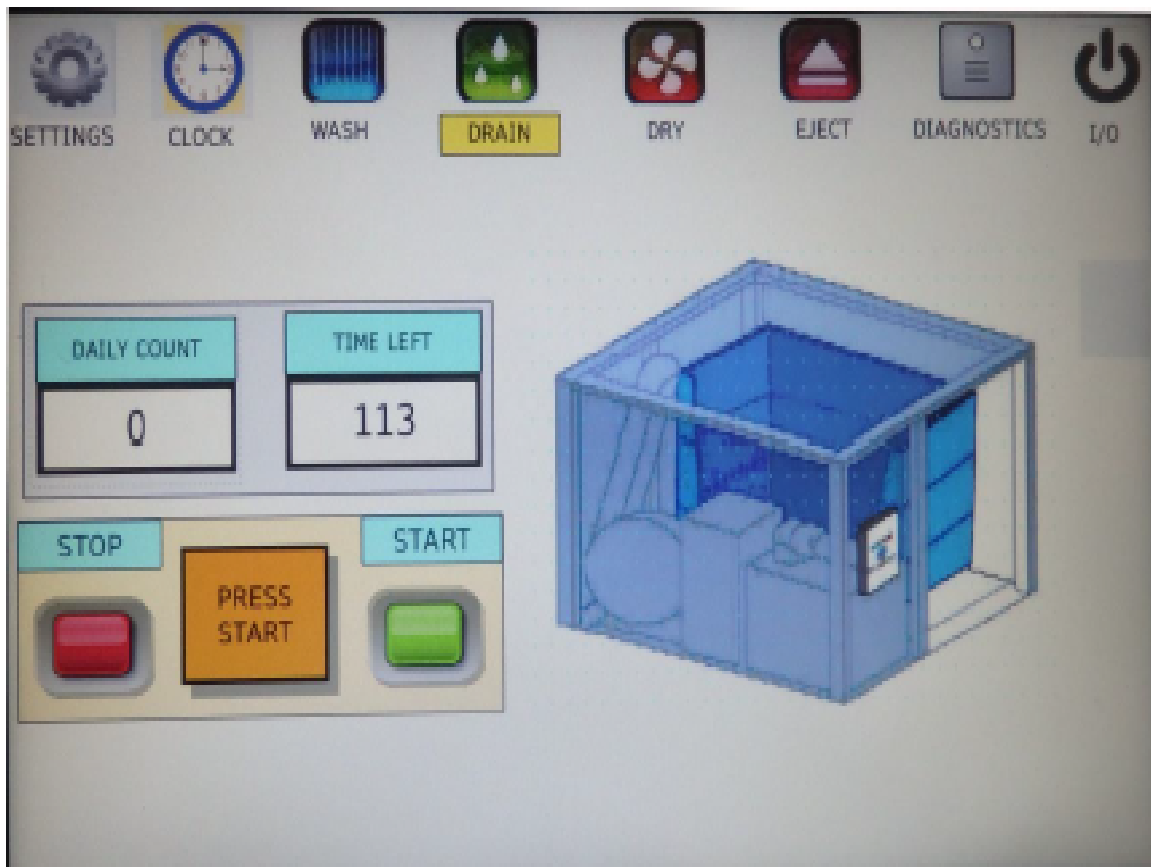 SETTINGS
CLOCK
WASH
DRAIN
DRY
EJECT
DIAGNOSTICS
I/O
DAILY COUNT
TIME LEFT
0
113
STOP
START
PRESS
START